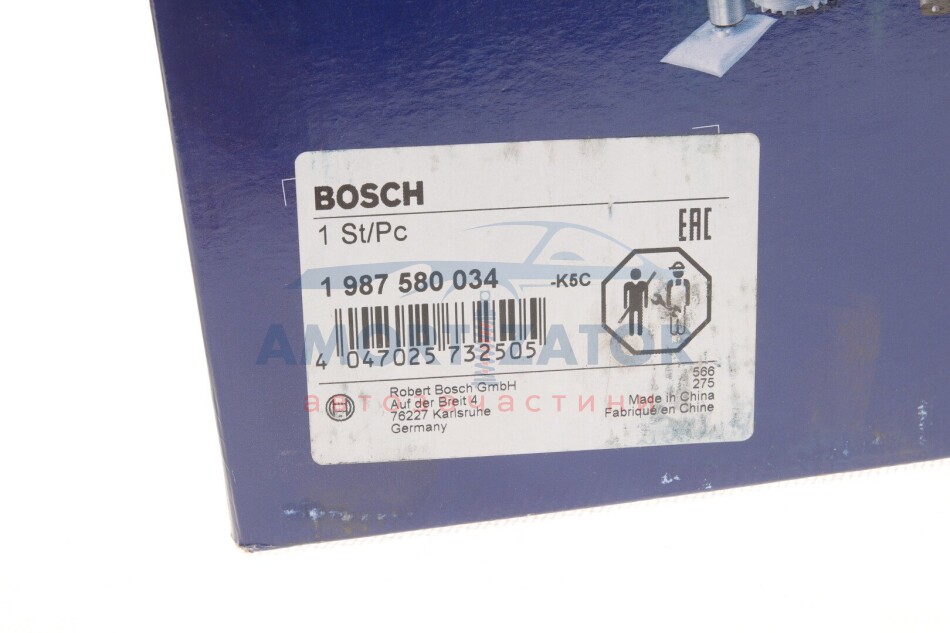 BOSCH
1 St/Pc
EAC
1 987 580 034
-K5C
AMORTIZATOR
4 047025 732505
566
275
Robert Bosch GmbH
Auf der Breit 4
76227 Karlsruhe
Germany
Made in China
Fabriqué en Chine
автозапчастини